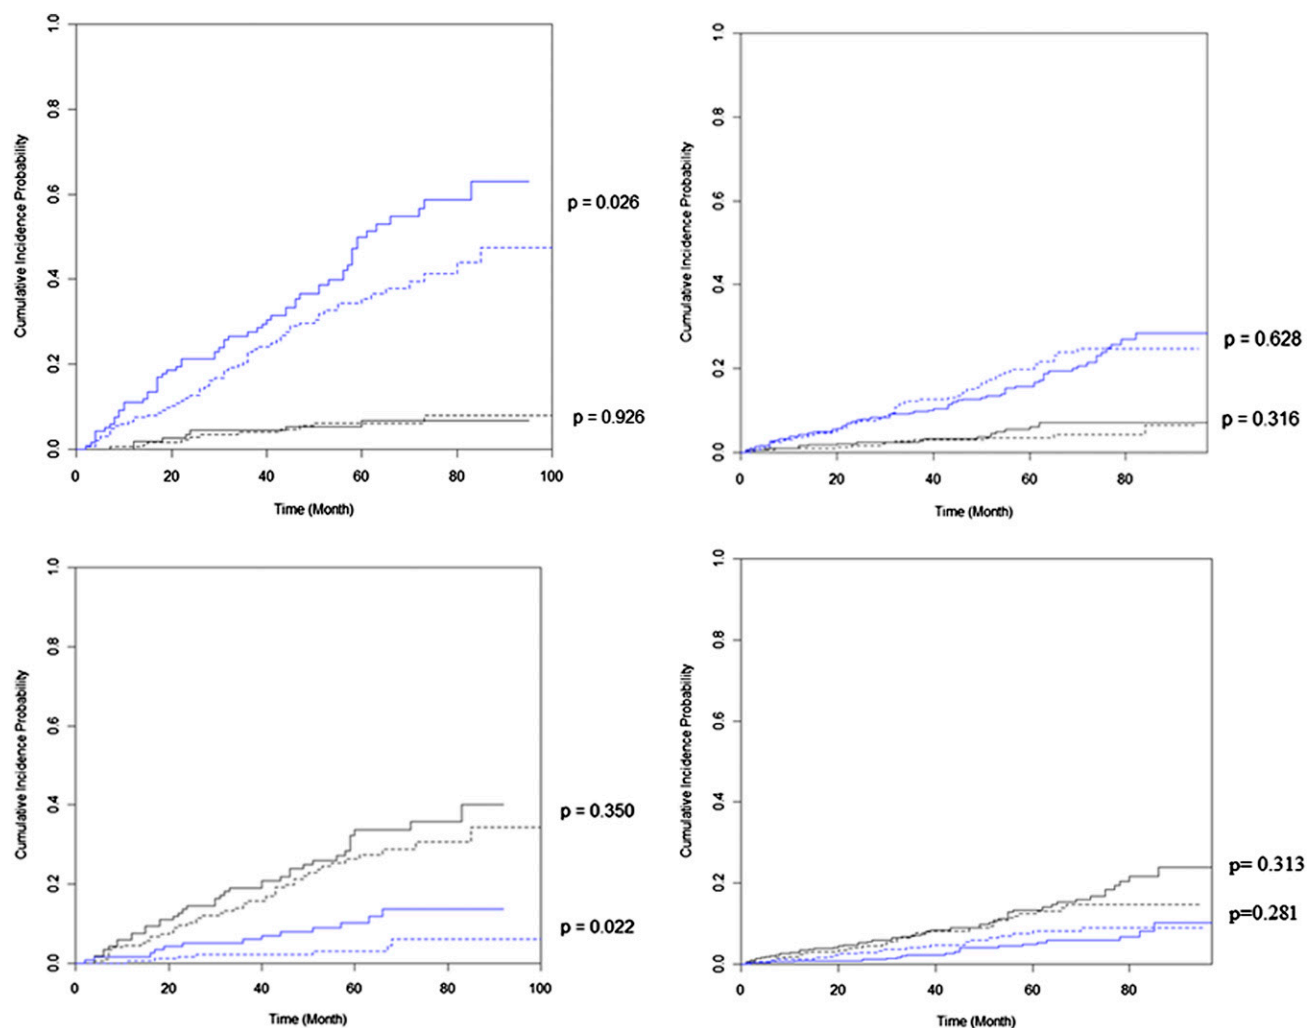 Cumulative Incidence Probability
1.0
0.8
0.6
0.4
0.2
0.0
0 20 40 60 80 100
Time (Month)
p = 0.026
p = 0.926
Cumulative Incidence Probability
1.0
0.8
0.6
0.4
0.2
0.0
0 20 40 60 80
Time (Month)
p = 0.628
p = 0.316
Cumulative Incidence Probability
1.0
0.8
0.6
0.4
0.2
0.0
0 20 40 60 80 100
Time (Month)
p = 0.350
p = 0.022
Cumulative Incidence Probability
1.0
0.8
0.6
0.4
0.2
0.0
0 20 40 60 80
Time (Month)
p= 0.313
p=0.281